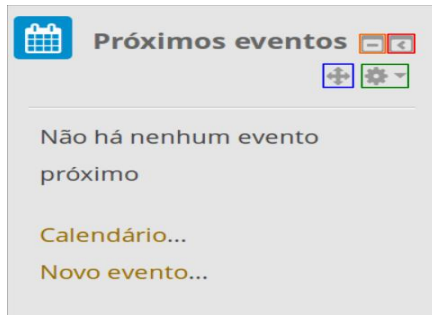 Próximos eventos
Não há nenhum evento
próximo
Calendário...
Novo evento...